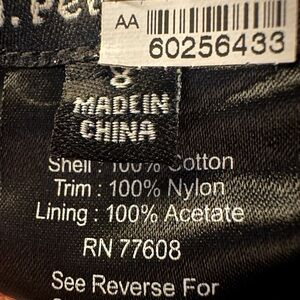 AA
60256433
8
MADE IN
CHINA
Shell : 100% Cotton
Trim : 100% Nylon
Lining : 100% Acetate
RN 77608
See Reverse For